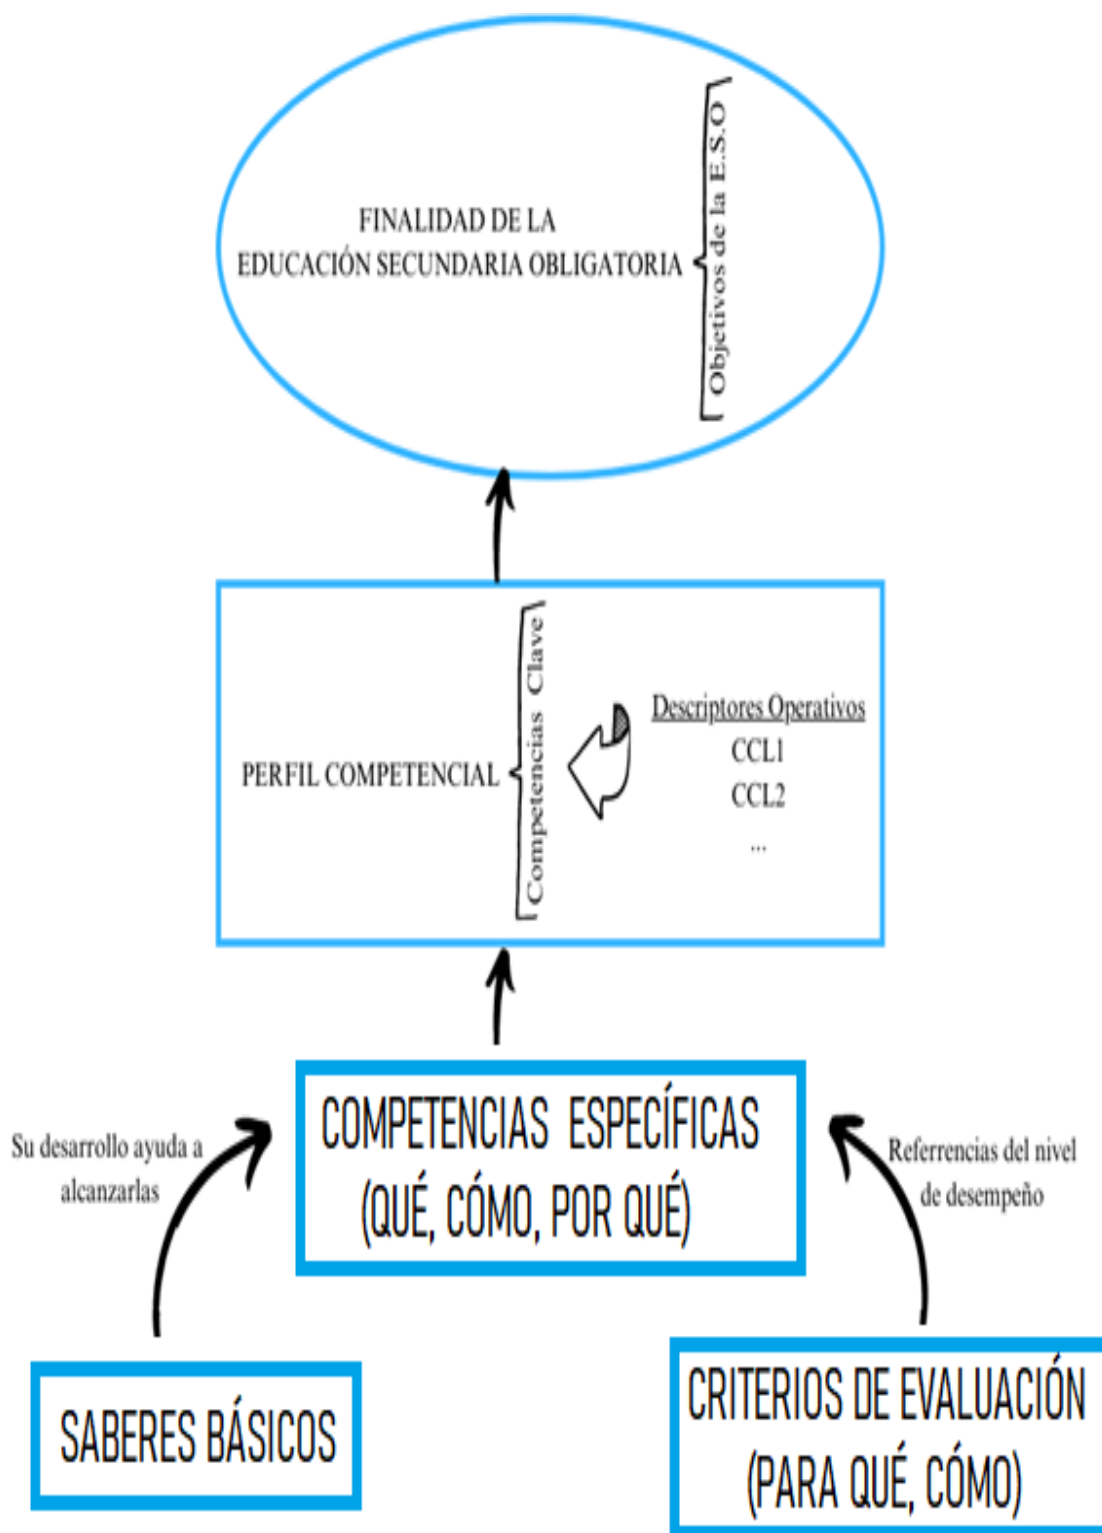 FINALIDAD DE LA
EDUCACIÓN SECUNDARIA OBLIGATORIA
Objetivos de la E.S.O
PERFIL COMPETENCIAL
Competencias Clave
Descriptores Operativos
CCL1
CCL2
...
COMPETENCIAS ESPECÍFICAS
(QUÉ, CÓMO, POR QUÉ)
Su desarrollo ayuda a
alcanzarlas
Referrencias del nivel
de desempeño
SABERES BÁSICOS
CRITERIOS DE EVALUACIÓN
(PARA QUÉ, CÓMO)